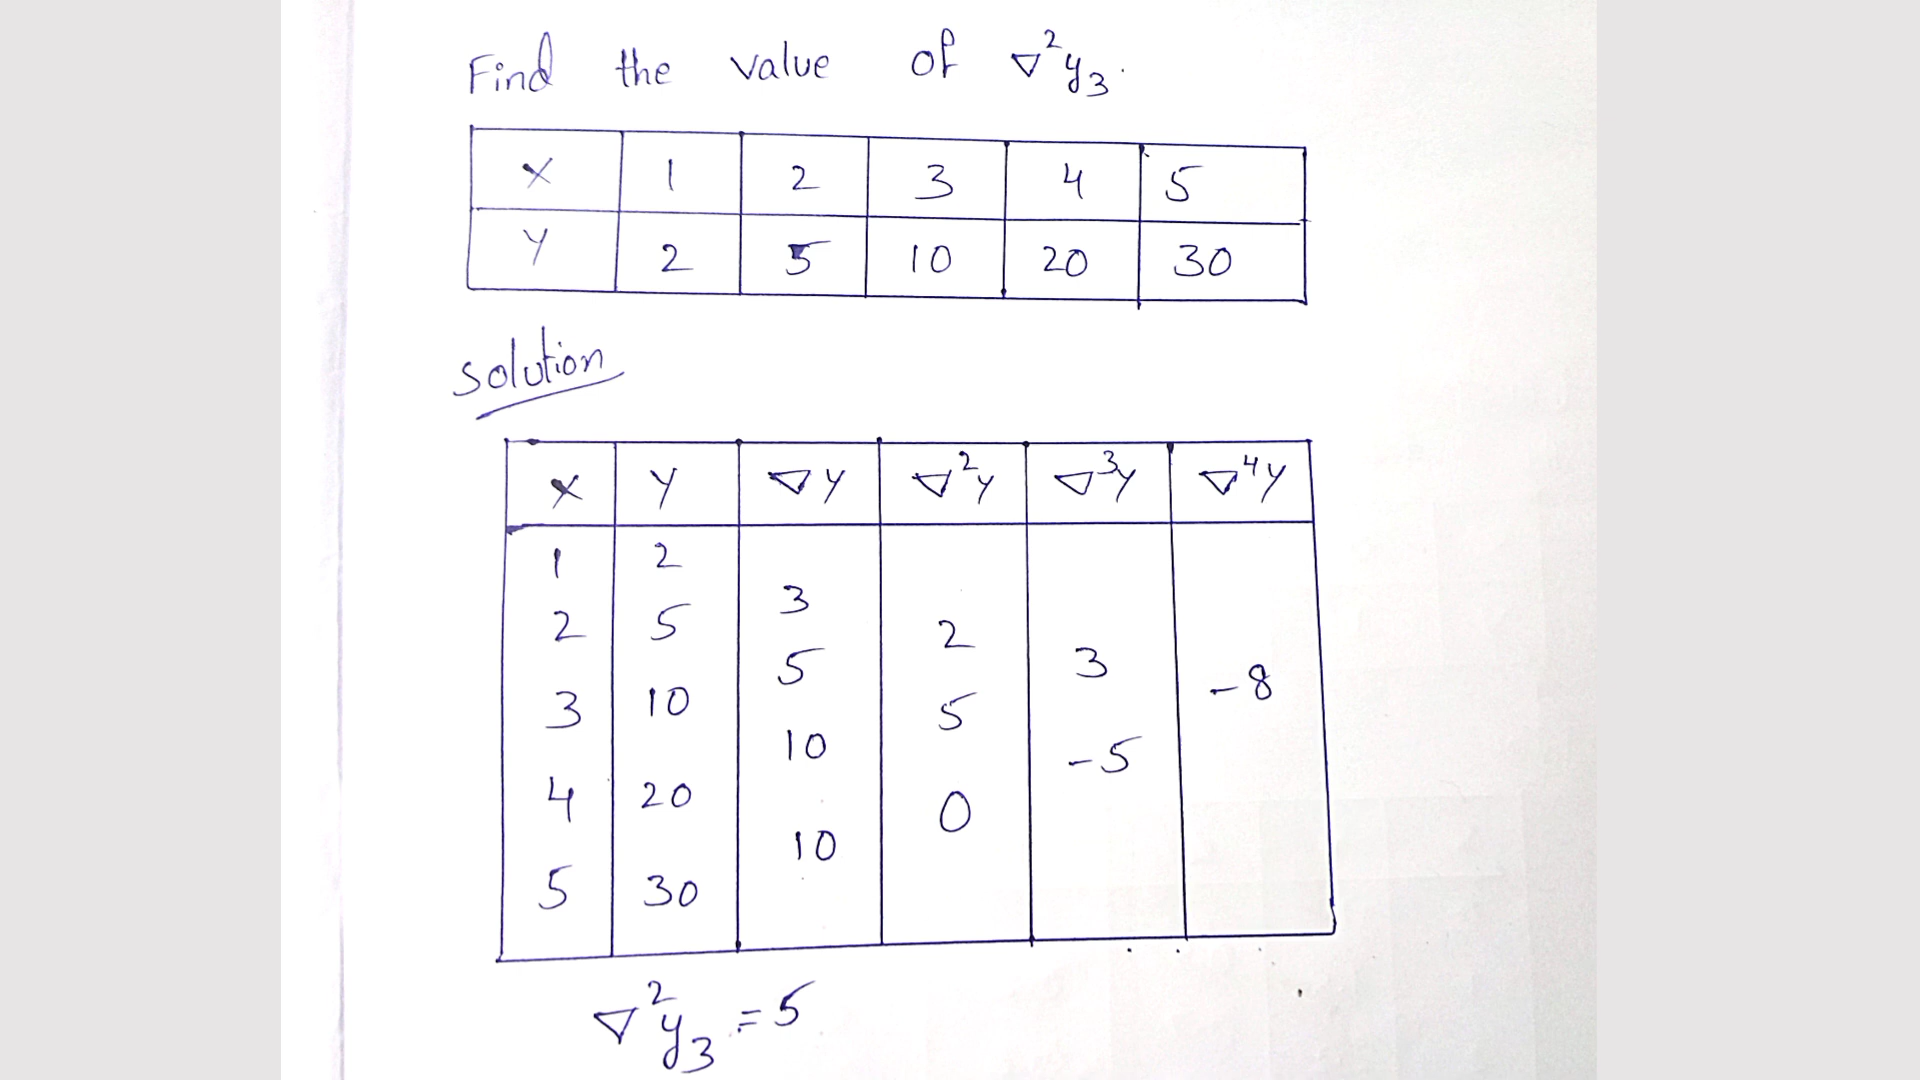 Find the value of ∇²y₃.
X 1 2 3 4 5
Y 2 5 10 20 30
Solution
X Y ∇Y ∇²Y ∇³Y ∇⁴Y
1 2
3
2 5 2
5 3
3 10 5 -8
10 -5
4 20 0
10
5 30
∇²y₃ = 5